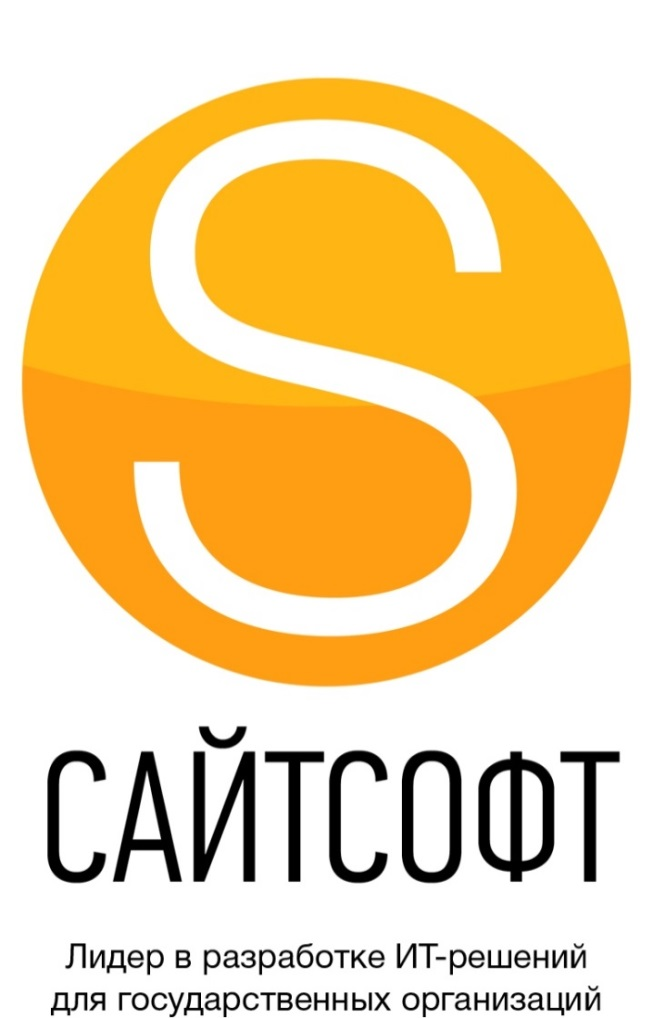 S
САЙТСОФТ
Лидер в разработке ИТ-решений
для государственных организаций